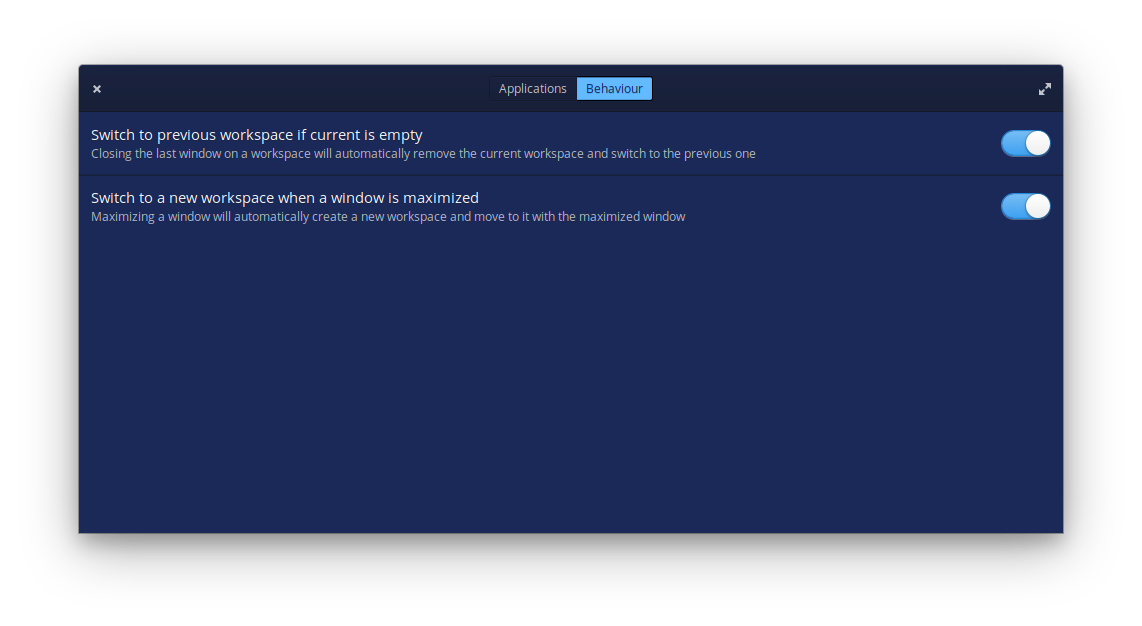 Applications Behaviour
Switch to previous workspace if current is empty
Closing the last window on a workspace will automatically remove the current workspace and switch to the previous one
Switch to a new workspace when a window is maximized
Maximizing a window will automatically create a new workspace and move to it with the maximized window